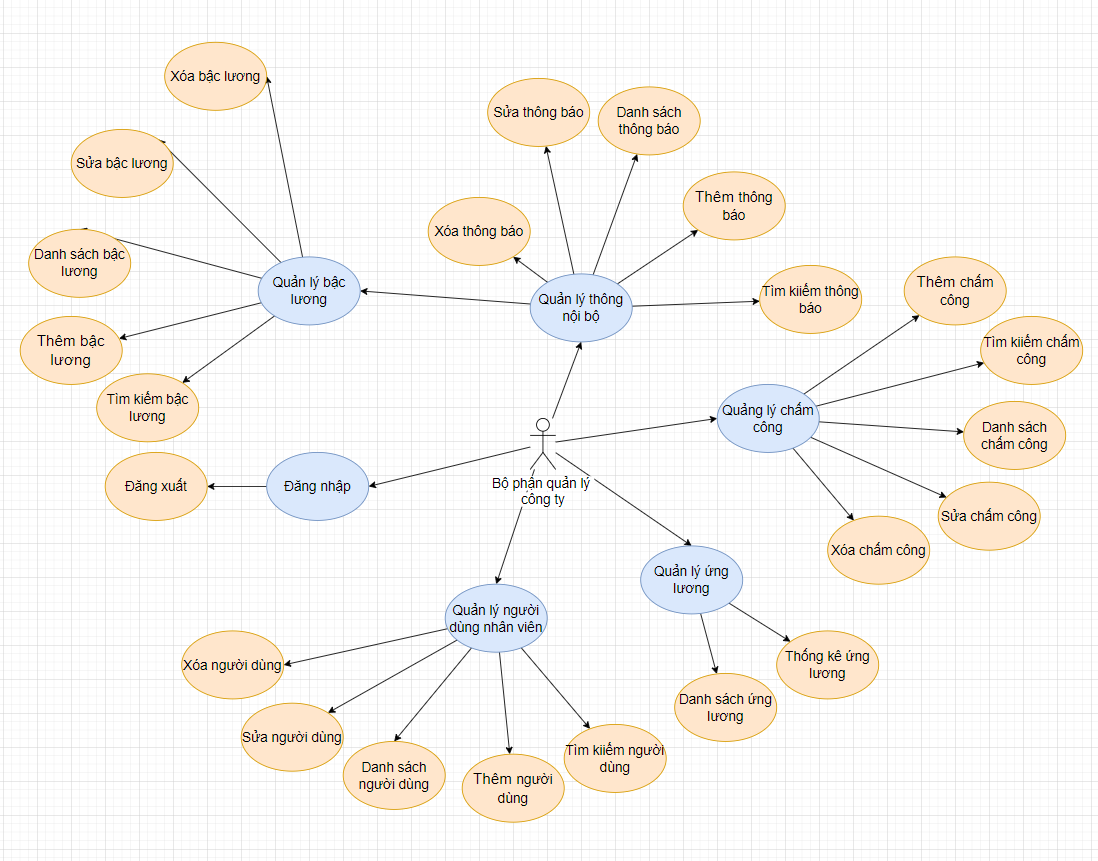 Xóa bậc lương
Sửa thông báo
Danh sách
thông báo
Sửa bậc lương
Thêm thông
báo
Xóa thông báo
Danh sách bậc
lương
Quản lý bậc
lương
Quản lý thông
nội bộ
Tìm kiiếm thông
báo
Thêm chấm
công
Thêm bậc
lương
Tìm kiiếm chấm
công
Tìm kiếm bậc
lương
Quảng lý chấm
công
Danh sách
chấm công
Đăng xuất
Đăng nhập
Bộ phận quản lý
công ty
Sửa chấm công
Xóa chấm công
Quản lý ứng
lương
Quản lý người
dùng nhân viên
Xóa người dùng
Thống kê ứng
lương
Danh sách ứng
lương
Sửa người dùng
Danh sách
người dùng
Thêm người
dùng
Tìm kiiếm người
dùng